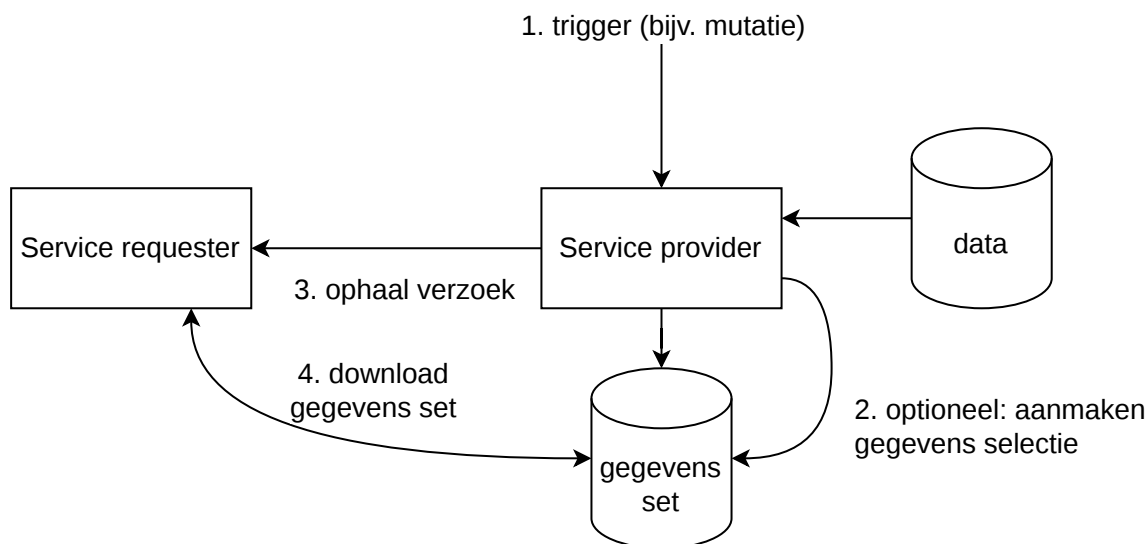 1. trigger (bijv. mutatie)
Service requester
Service provider
data
3. ophaal verzoek
4. download
gegevens set
2. optioneel: aanmaken
gegevens selectie
gegevens
set